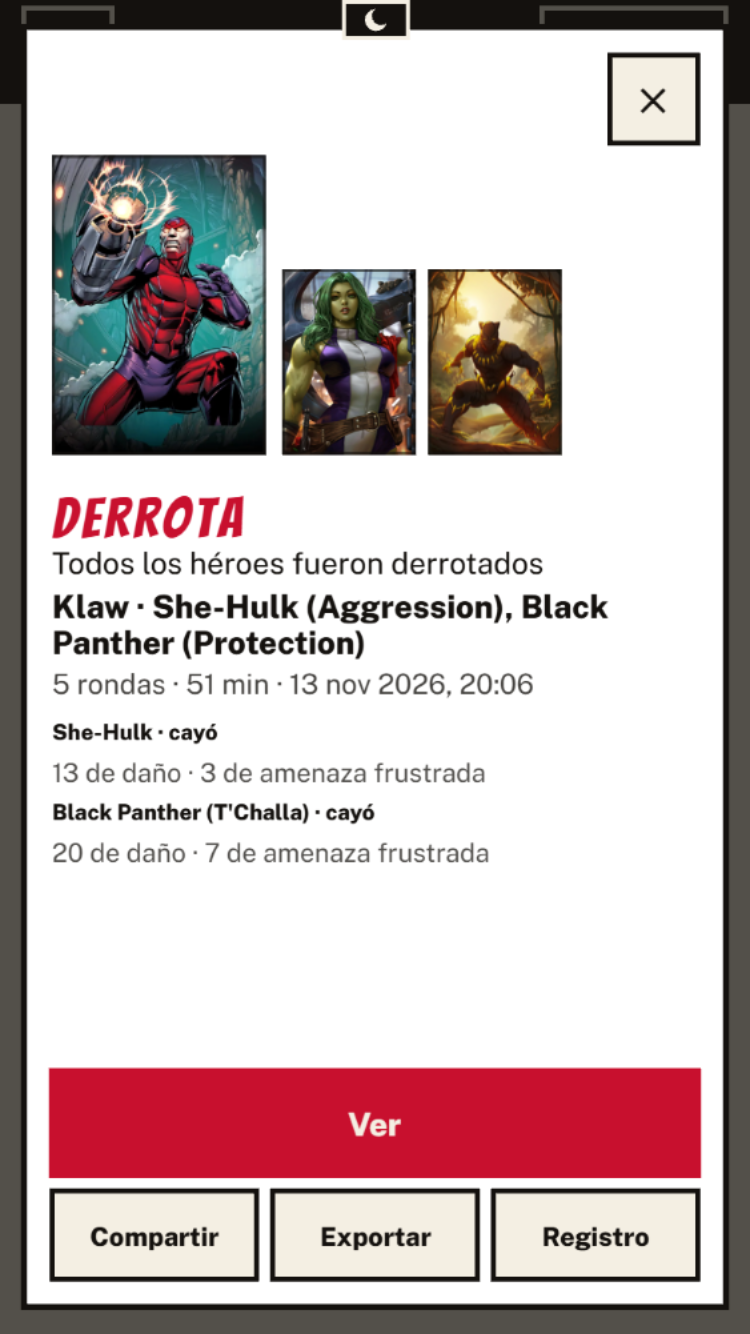 DERROTA
Todos los héroes fueron derrotados
Klaw · She-Hulk (Aggression), Black
Panther (Protection)
5 rondas · 51 min · 13 nov 2026, 20:06
She-Hulk · cayó
13 de daño · 3 de amenaza frustrada
Black Panther (T'Challa) · cayó
20 de daño · 7 de amenaza frustrada
Ver
Compartir
Exportar
Registro